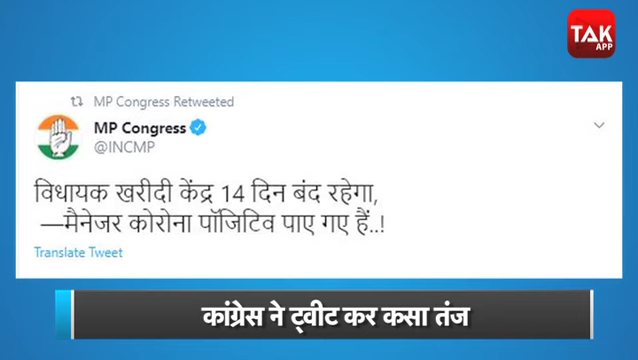 TAK
APP
MP Congress Retweeted
MP Congress
@INCMP
विधायक खरीदी केंद्र 14 दिन बंद रहेगा,
—मैनेजर कोरोना पॉजिटिव पाए गए हैं..!
Translate Tweet
कांग्रेस ने ट्वीट कर कसा तंज